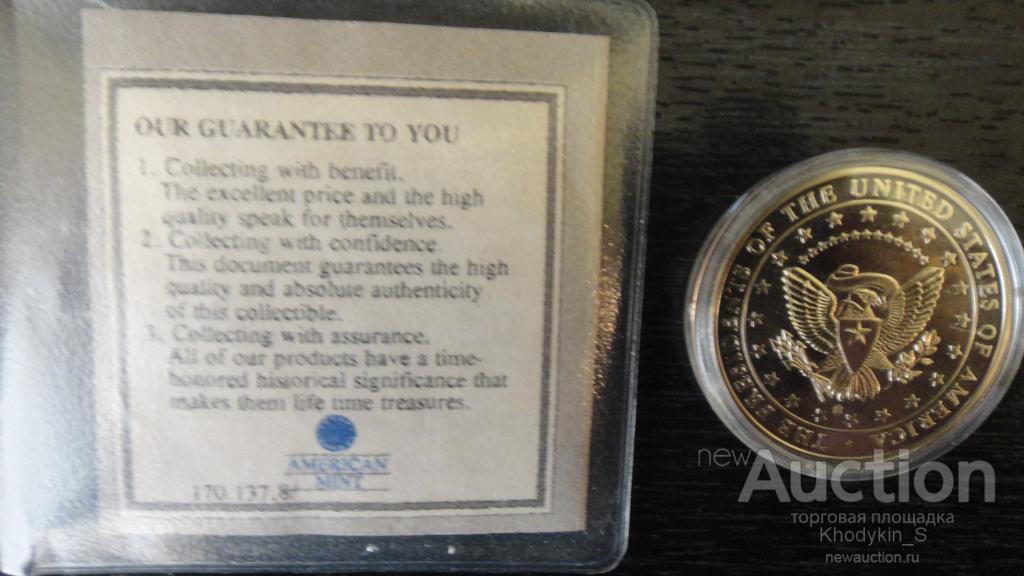 OUR GUARANTEE TO YOU
1. Collecting with benefit.
The excellent price and the high
quality speak for themselves.
2. Collecting with confidence.
This document guarantees the high
quality and absolute authenticity
of this collectible.
3. Collecting with assurance.
All of our products have a time-
honored historical significance that
makes them life time treasures.
AMERICAN
MINT
170.137.8
THE PRESIDENTS OF THE UNITED STATES OF AMERICA
newAuction
торговая площадка
Khodykin_S
newauction.ru